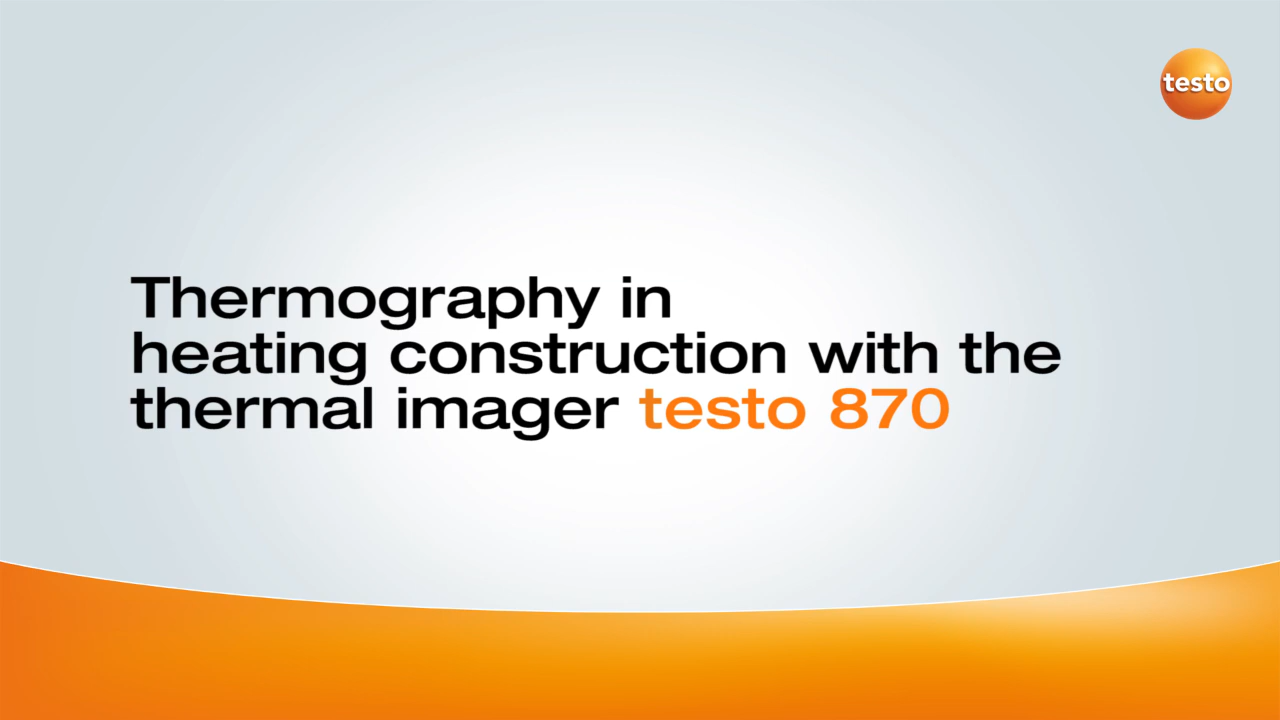 testo
Thermography in
heating construction with the
thermal imager testo 870